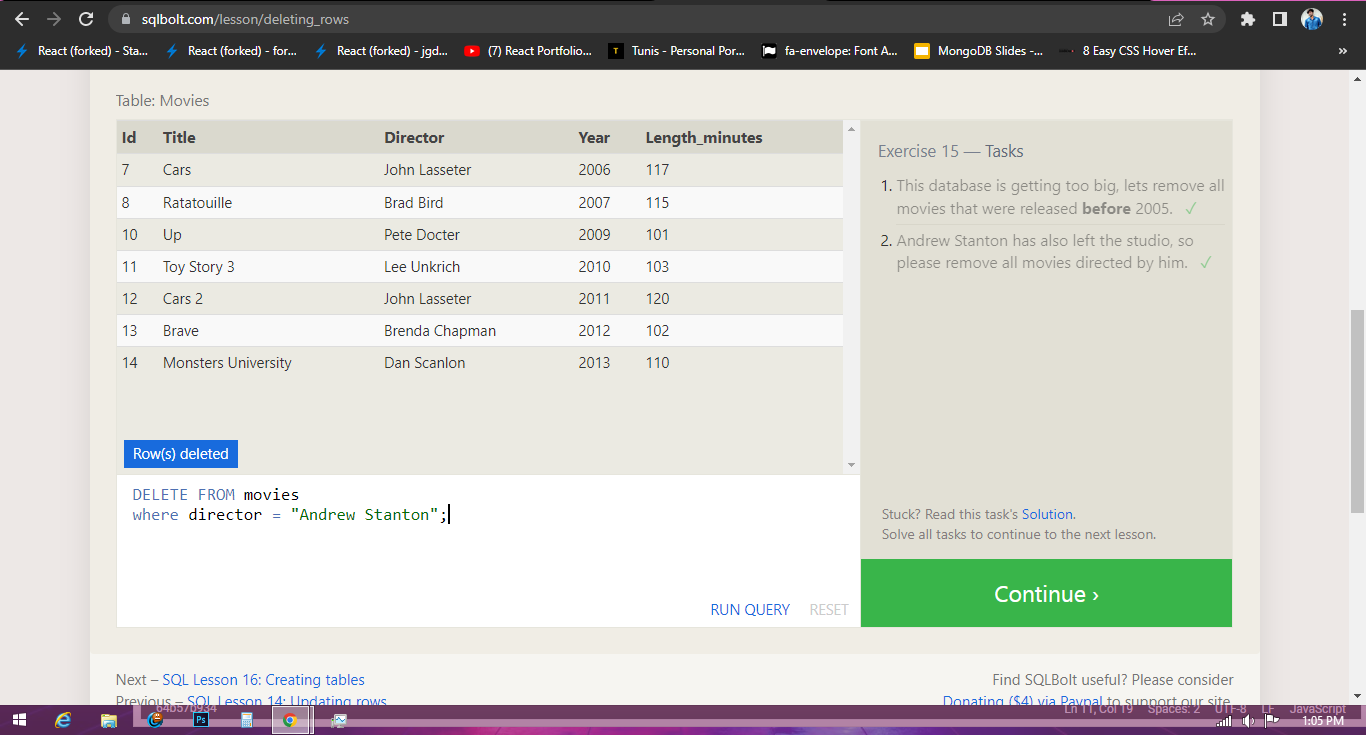 sqlbolt.com/lesson/deleting_rows
React (forked) - Sta... React (forked) - for... React (forked) - jgd... (7) React Portfolio... Tunis - Personal Por... fa-envelope: Font A... MongoDB Slides -... 8 Easy CSS Hover Ef... »
Table: Movies
Id Title Director Year Length_minutes
7 Cars John Lasseter 2006 117
8 Ratatouille Brad Bird 2007 115
10 Up Pete Docter 2009 101
11 Toy Story 3 Lee Unkrich 2010 103
12 Cars 2 John Lasseter 2011 120
13 Brave Brenda Chapman 2012 102
14 Monsters University Dan Scanlon 2013 110
Row(s) deleted
DELETE FROM movies
where director = "Andrew Stanton";
RUN QUERY RESET
Exercise 15 — Tasks
1. This database is getting too big, lets remove all
movies that were released before 2005. ✓
2. Andrew Stanton has also left the studio, so
please remove all movies directed by him. ✓
Stuck? Read this task's Solution.
Solve all tasks to continue to the next lesson.
Continue ›
Next – SQL Lesson 16: Creating tables
Previous – SQL Lesson 14: Updating rows
Find SQLBolt useful? Please consider
Donating ($4) via Paypal to support our site.
Ln 11, Col 19 Spaces: 2 UTF-8 LF JavaScript
Ps
1:05 PM